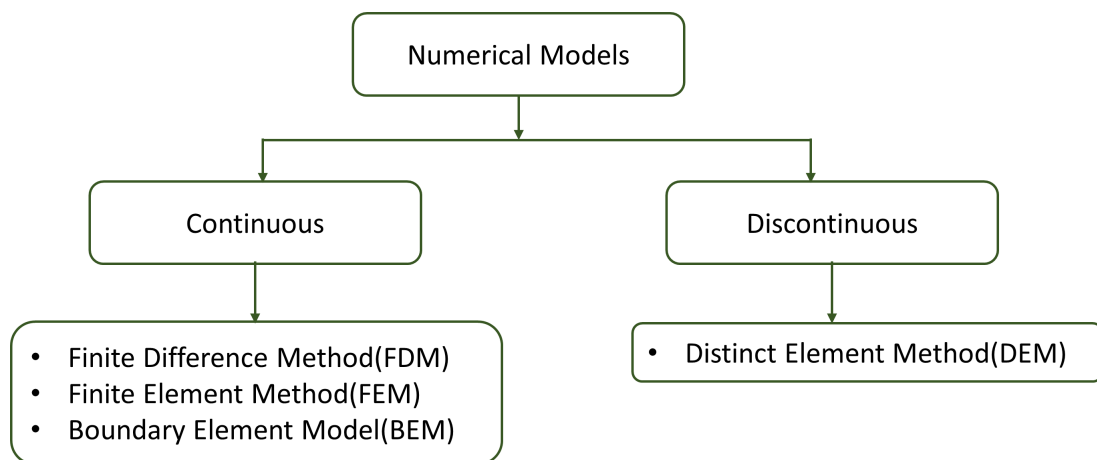 Numerical Models
Continuous
Discontinuous
• Finite Difference Method(FDM)
• Finite Element Method(FEM)
• Boundary Element Model(BEM)
• Distinct Element Method(DEM)